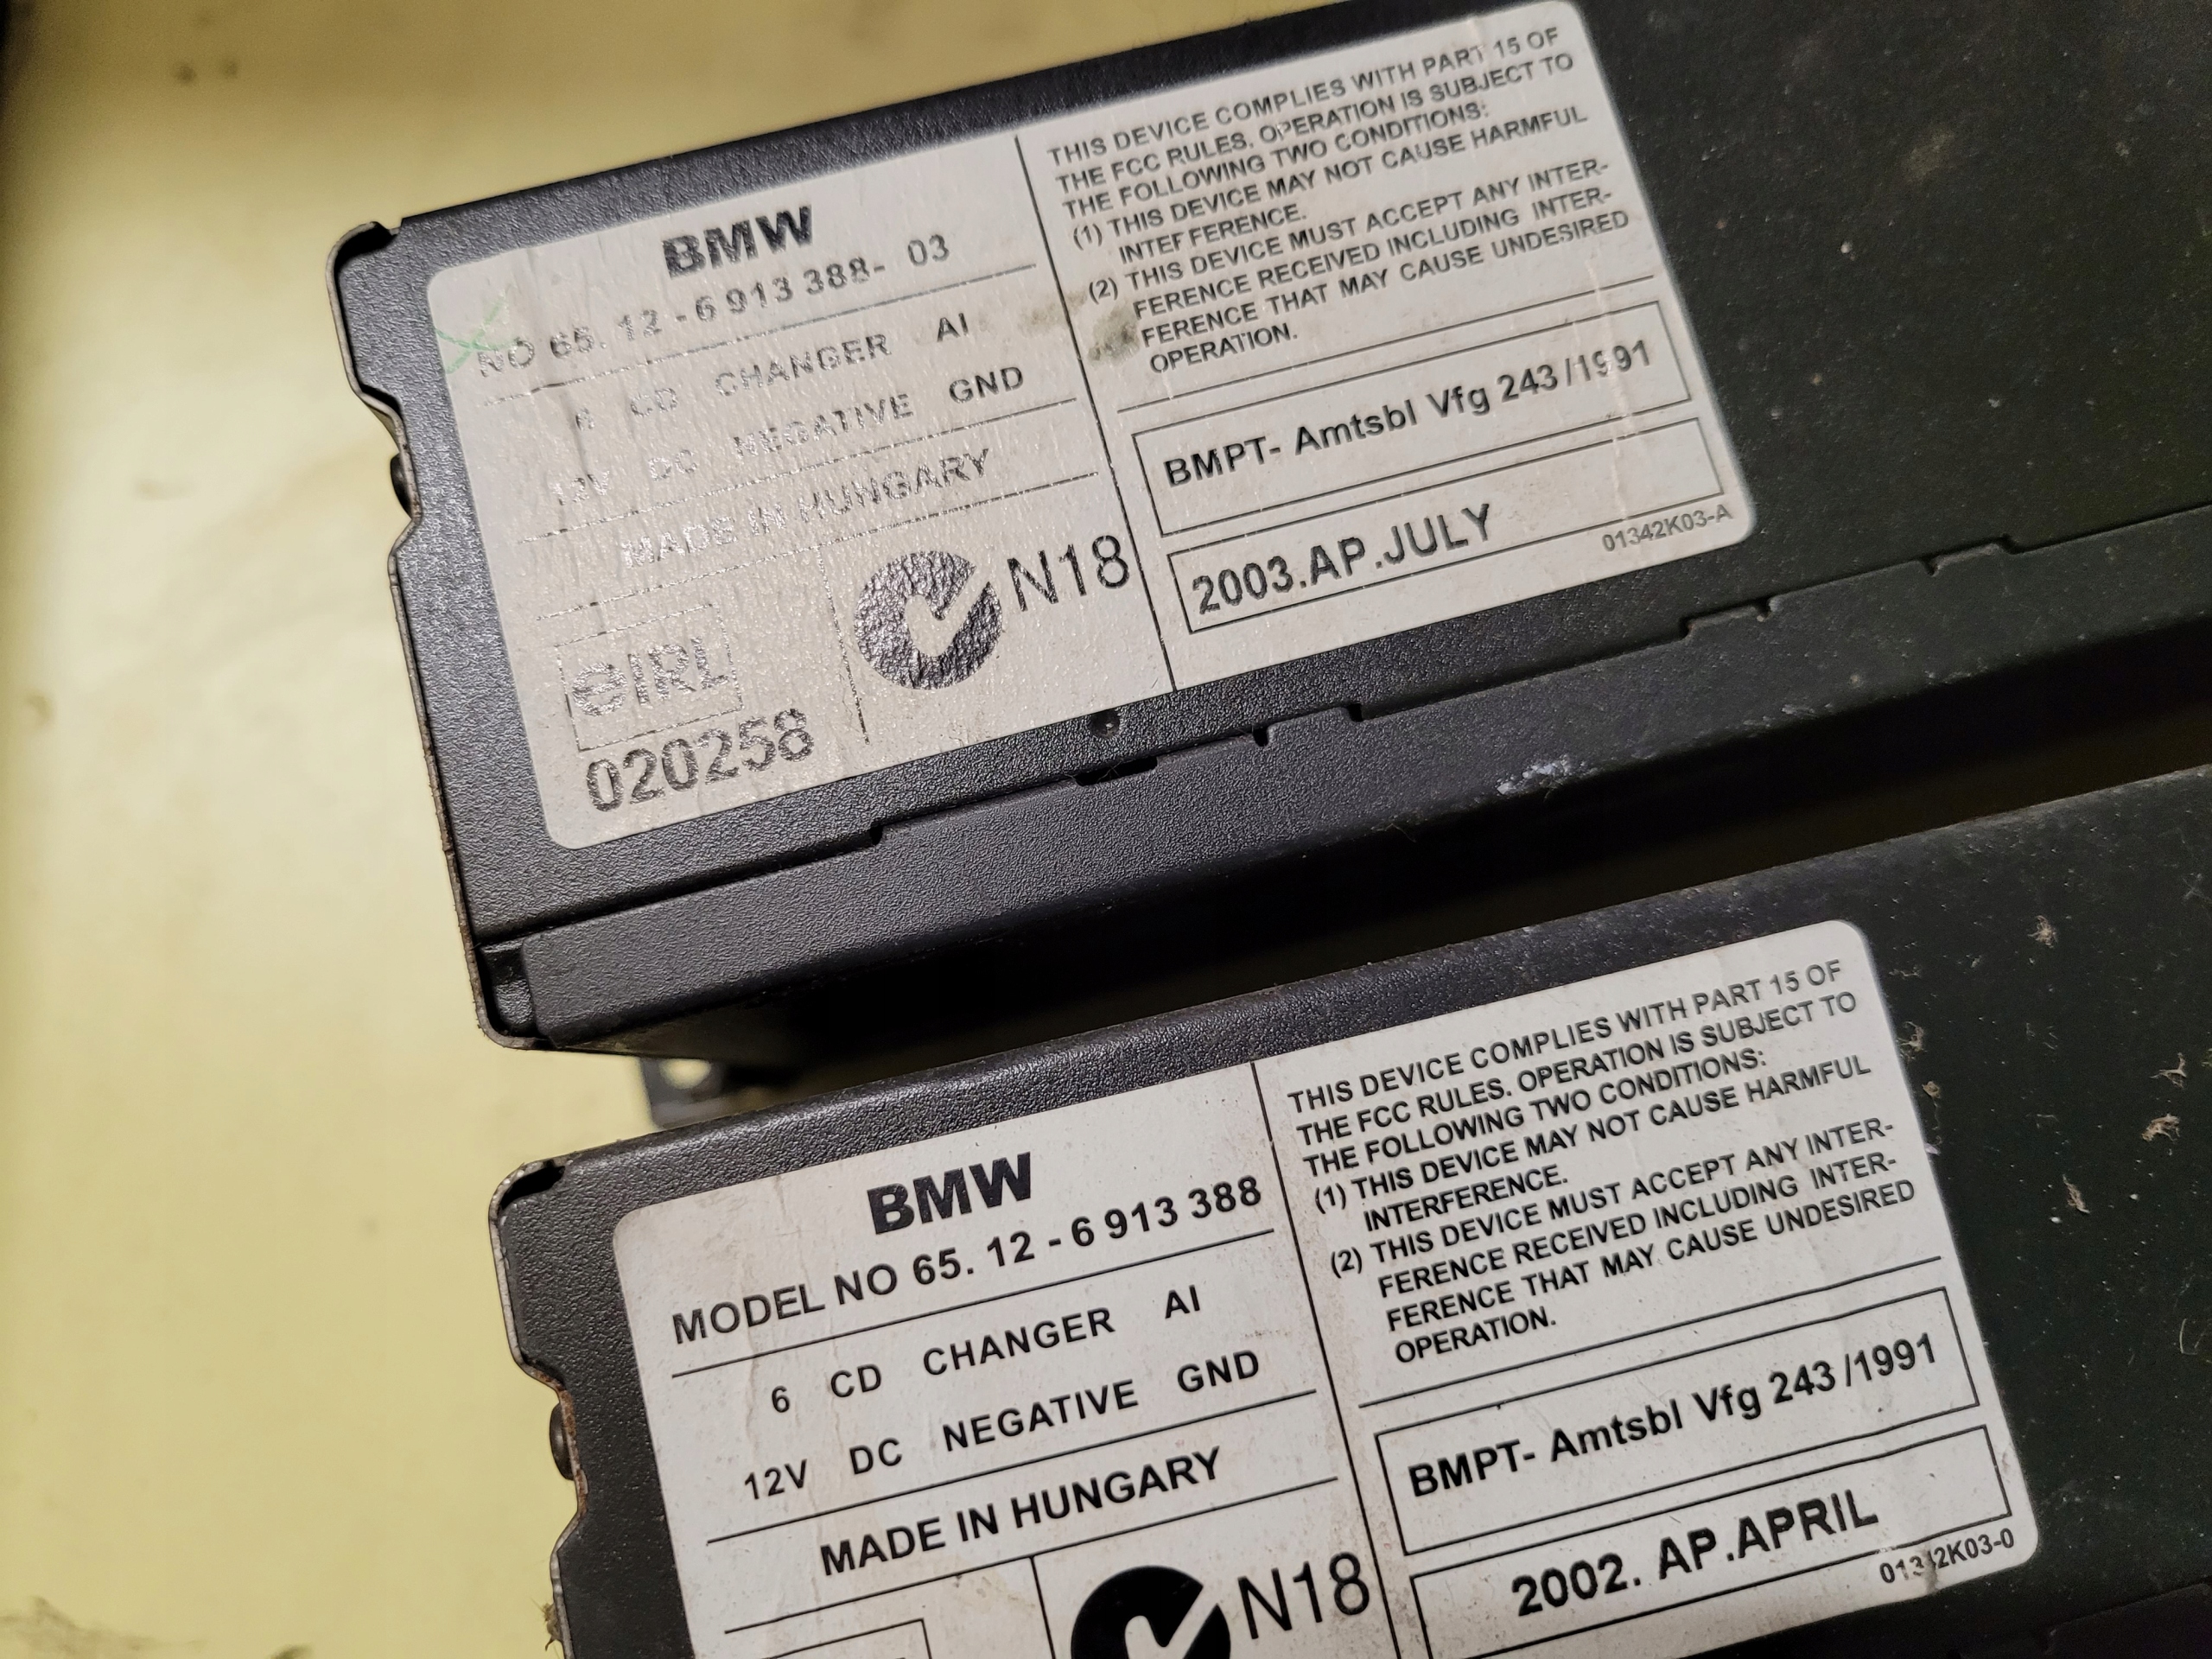 BMW
NO 65. 12 - 6 913 388- 03
6 CD CHANGER AI
12V DC NEGATIVE GND
MADE IN HUNGARY
eIRL
020258
N18
THIS DEVICE COMPLIES WITH PART 15 OF
THE FCC RULES. OPERATION IS SUBJECT TO
THE FOLLOWING TWO CONDITIONS:
(1) THIS DEVICE MAY NOT CAUSE HARMFUL
INTERFERENCE.
(2) THIS DEVICE MUST ACCEPT ANY INTER-
FERENCE RECEIVED INCLUDING INTER-
FERENCE THAT MAY CAUSE UNDESIRED
OPERATION.
BMPT- Amtsbl Vfg 243 /1991
2003.AP.JULY
01342K03-A
BMW
MODEL NO 65. 12 - 6 913 388
6 CD CHANGER AI
12V DC NEGATIVE GND
MADE IN HUNGARY
N18
THIS DEVICE COMPLIES WITH PART 15 OF
THE FCC RULES. OPERATION IS SUBJECT TO
THE FOLLOWING TWO CONDITIONS:
(1) THIS DEVICE MAY NOT CAUSE HARMFUL
INTERFERENCE.
(2) THIS DEVICE MUST ACCEPT ANY INTER-
FERENCE RECEIVED INCLUDING INTER-
FERENCE THAT MAY CAUSE UNDESIRED
OPERATION.
BMPT- Amtsbl Vfg 243 /1991
2002. AP.APRIL
01342K03-0